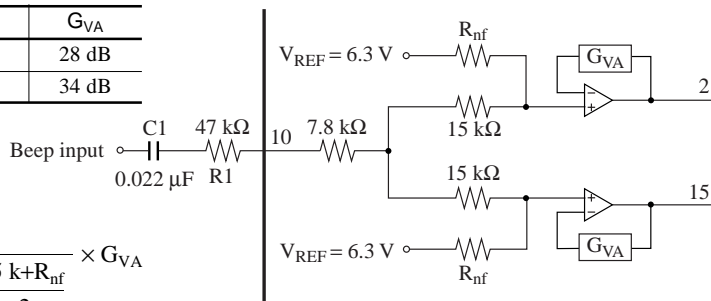 G_VA
28 dB
34 dB
R_nf
V_REF = 6.3 V
G_VA
−
+
2
15 kΩ
C1
47 kΩ
10
7.8 kΩ
Beep input
0.022 μF
R1
15 kΩ
15
+
−
V_REF = 6.3 V
G_VA
R_nf
k+R_nf
× G_VA